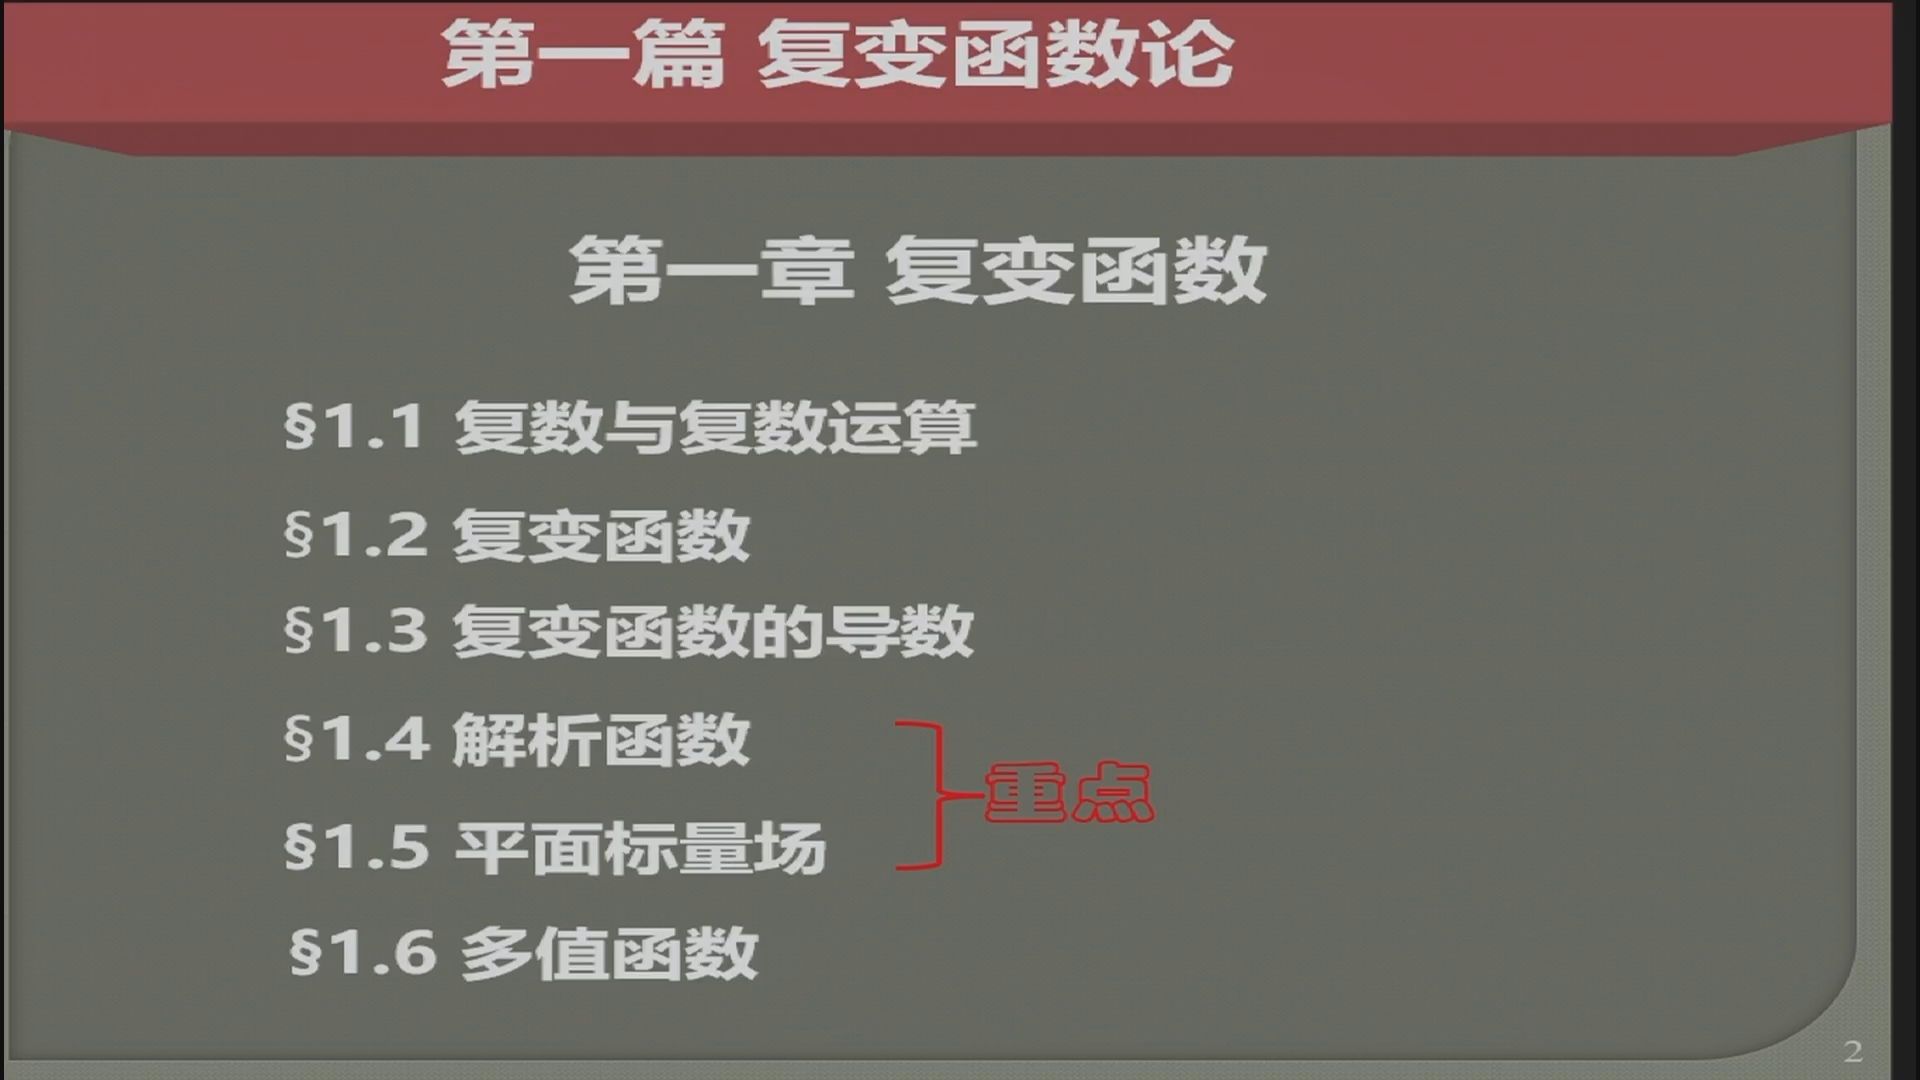 第一篇 复变函数论
第一章 复变函数
§1.1 复数与复数运算
§1.2 复变函数
§1.3 复变函数的导数
§1.4 解析函数
重点
§1.5 平面标量场
§1.6 多值函数
2